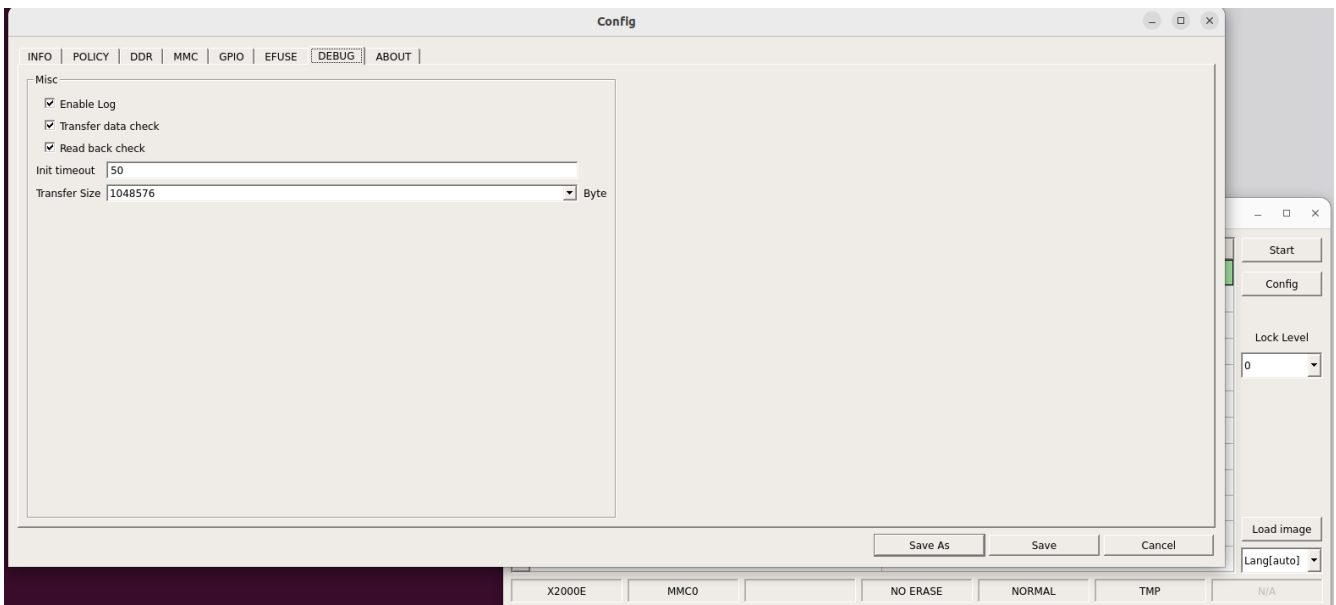 Config
INFO POLICY DDR MMC GPIO EFUSE DEBUG ABOUT
Misc
Enable Log
Transfer data check
Read back check
Init timeout 50
Transfer Size 1048576 Byte
Save As Save Cancel
Start
Config
Lock Level
0
Load image
Lang[auto]
X2000E MMC0 NO ERASE NORMAL TMP N/A